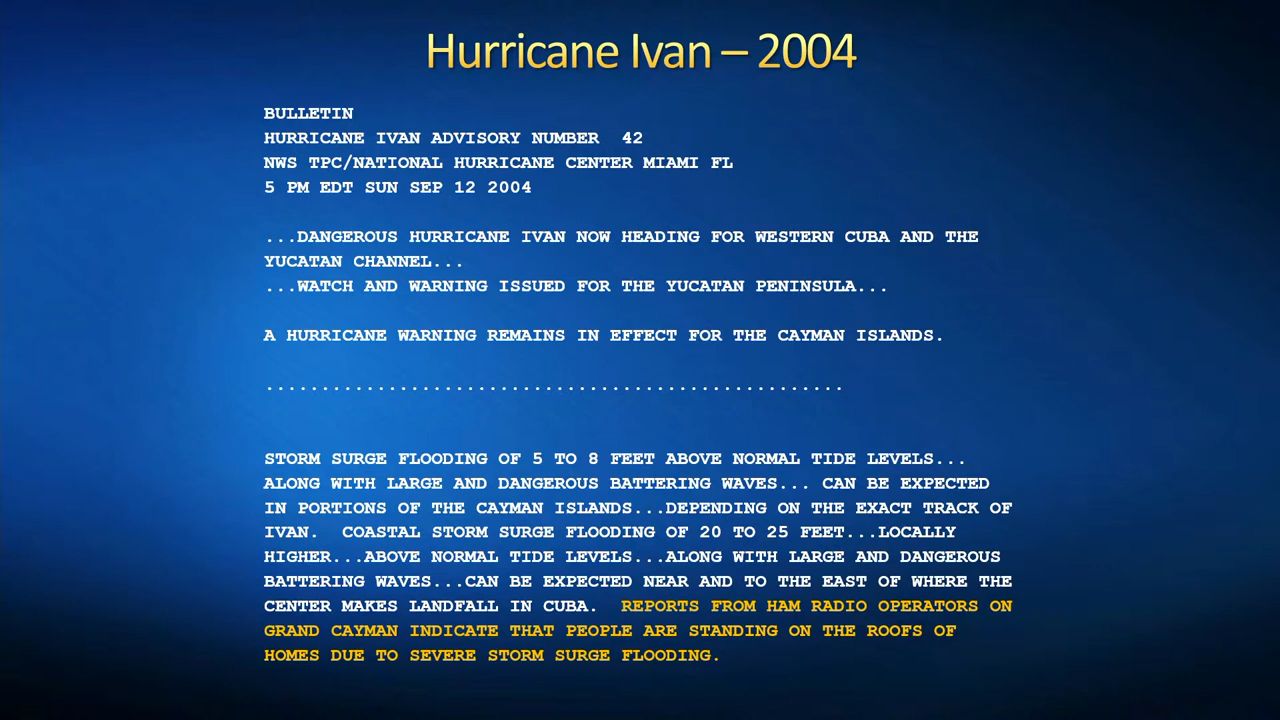 Hurricane Ivan – 2004
BULLETIN
HURRICANE IVAN ADVISORY NUMBER  42
NWS TPC/NATIONAL HURRICANE CENTER MIAMI FL
5 PM EDT SUN SEP 12 2004
...DANGEROUS HURRICANE IVAN NOW HEADING FOR WESTERN CUBA AND THE
YUCATAN CHANNEL...
...WATCH AND WARNING ISSUED FOR THE YUCATAN PENINSULA...
A HURRICANE WARNING REMAINS IN EFFECT FOR THE CAYMAN ISLANDS.
....................................................
STORM SURGE FLOODING OF 5 TO 8 FEET ABOVE NORMAL TIDE LEVELS...
ALONG WITH LARGE AND DANGEROUS BATTERING WAVES... CAN BE EXPECTED
IN PORTIONS OF THE CAYMAN ISLANDS...DEPENDING ON THE EXACT TRACK OF
IVAN.  COASTAL STORM SURGE FLOODING OF 20 TO 25 FEET...LOCALLY
HIGHER...ABOVE NORMAL TIDE LEVELS...ALONG WITH LARGE AND DANGEROUS
BATTERING WAVES...CAN BE EXPECTED NEAR AND TO THE EAST OF WHERE THE
CENTER MAKES LANDFALL IN CUBA.  REPORTS FROM HAM RADIO OPERATORS ON
GRAND CAYMAN INDICATE THAT PEOPLE ARE STANDING ON THE ROOFS OF
HOMES DUE TO SEVERE STORM SURGE FLOODING.